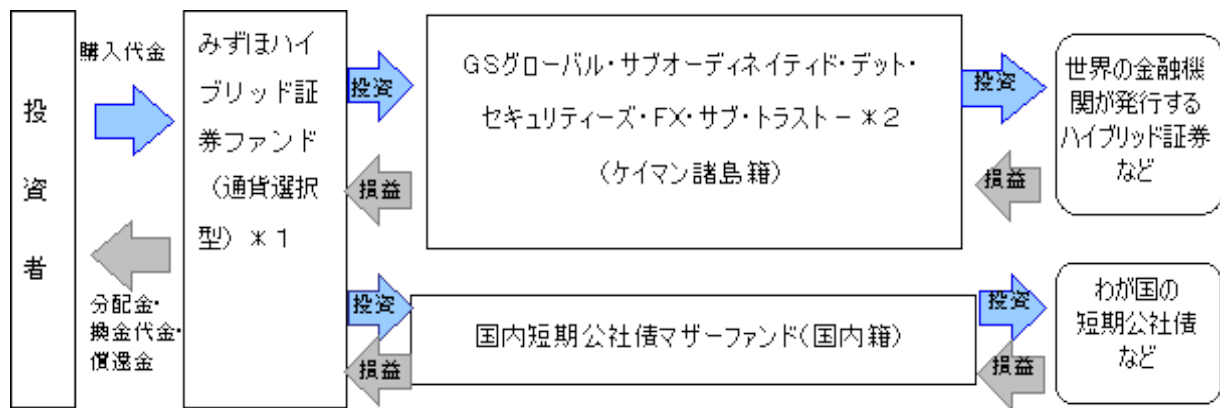 投資者
購入代金
分配金・
換金代金・
償還金
みずほハイ
ブリッド証
券ファンド
（通貨選択
型）＊１
投資
損益
投資
損益
GSグローバル・サブオーディネイティド・デット・
セキュリティーズ・FX・サブ・トラスト－＊２
（ケイマン諸島籍）
国内短期公社債マザーファンド（国内籍）
投資
損益
投資
損益
世界の金融機
関が発行する
ハイブリッド証券
など
わが国の
短期公社債
など